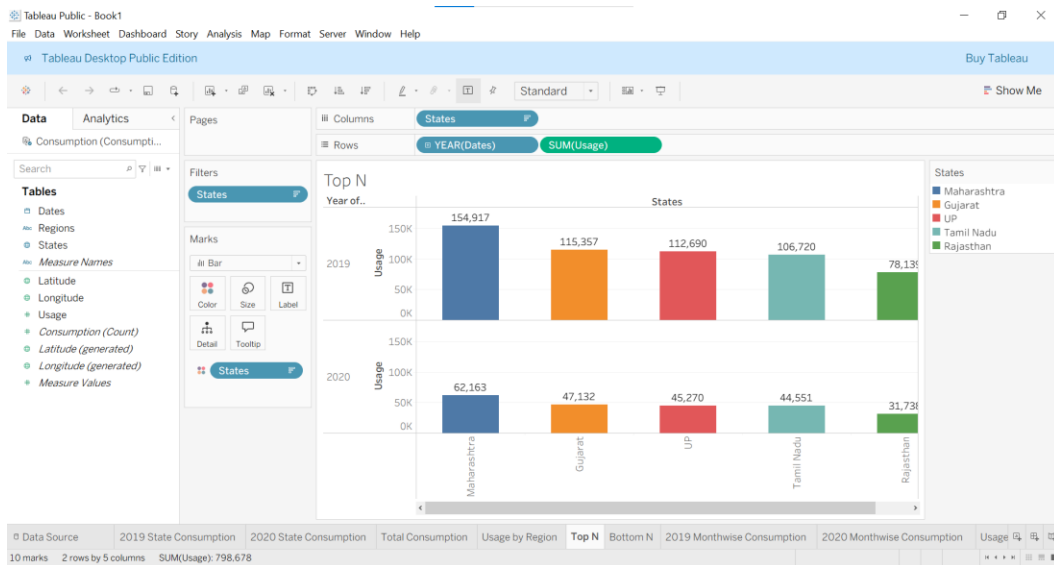 Tableau Public - Book1
File Data Worksheet Dashboard Story Analysis Map Format Server Window Help
Tableau Desktop Public Edition
Buy Tableau
Standard
Show Me
Data Analytics
Pages
Columns
States
Consumption (Consumpti...
Rows
YEAR(Dates)
SUM(Usage)
Search
Tables
Dates
Abc Regions
States
Abc Measure Names
Latitude
Longitude
Usage
Consumption (Count)
Latitude (generated)
Longitude (generated)
Measure Values
Filters
States
Marks
Bar
Color Size Label
Detail Tooltip
States
Top N
Year of..
States
2019
Usage
150K
100K
50K
0K
154,917
115,357
112,690
106,720
78,139
2020
Usage
150K
100K
50K
0K
62,163
47,132
45,270
44,551
31,738
Maharashtra
Gujarat
UP
Tamil Nadu
Rajasthan
States
Maharashtra
Gujarat
UP
Tamil Nadu
Rajasthan
Data Source 2019 State Consumption 2020 State Consumption Total Consumption Usage by Region Top N Bottom N 2019 Monthwise Consumption 2020 Monthwise Consumption Usage
10 marks 2 rows by 5 columns SUM(Usage): 798,678